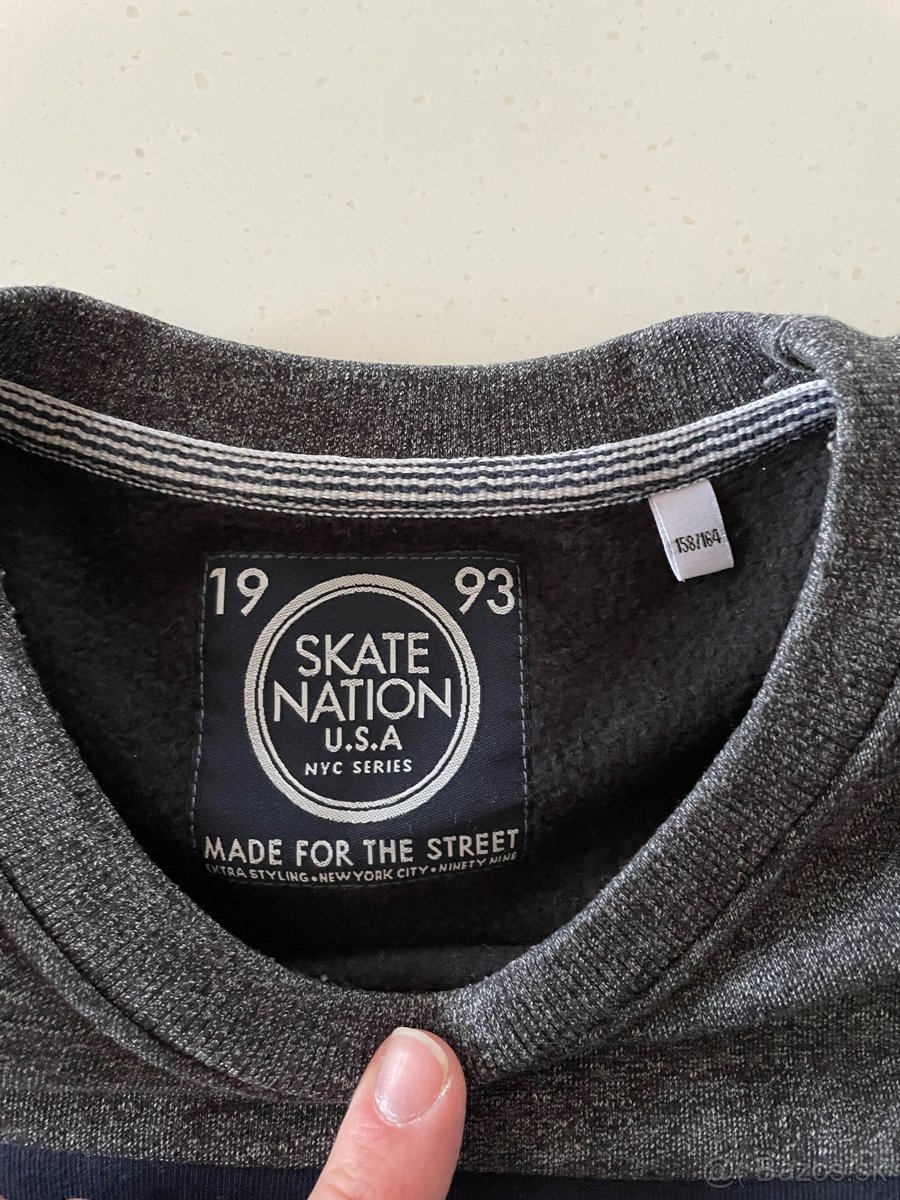 158/164
19 93
SKATE
NATION
U.S.A
NYC SERIES
MADE FOR THE STREET
EXTRA STYLING • NEW YORK CITY • NINETY NINE
@ Bazos.sk